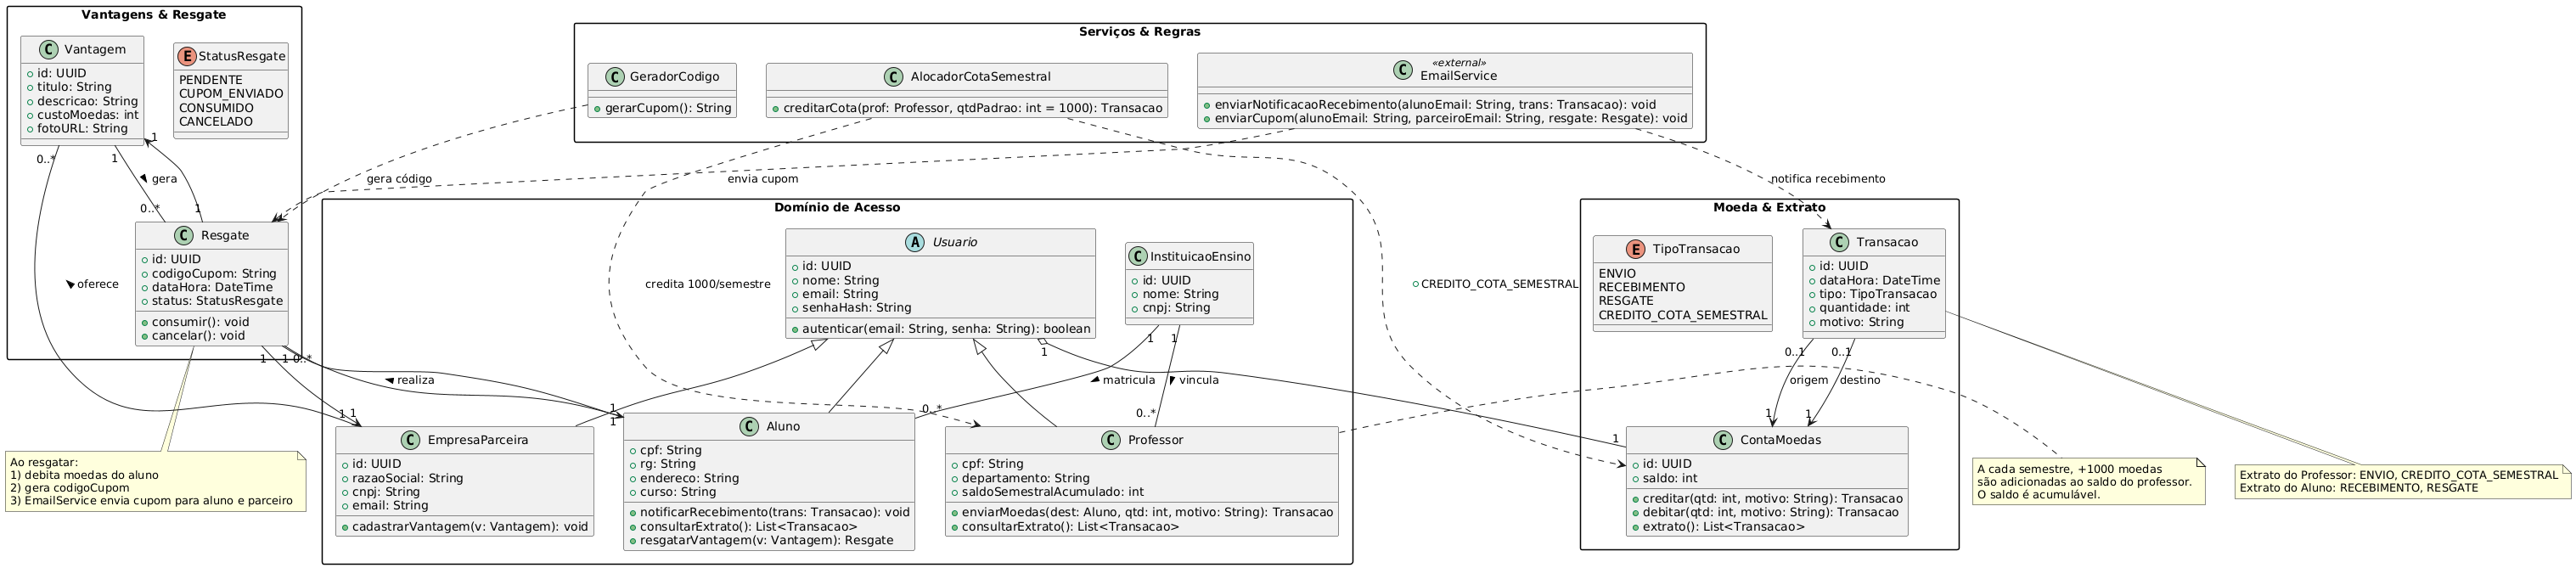 Vantagens & Resgate
C Vantagem
id: UUID
titulo: String
descricao: String
custoMoedas: int
fotoURL: String
E StatusResgate
PENDENTE
CUPOM_ENVIADO
CONSUMIDO
CANCELADO
Serviços & Regras
C GeradorCodigo
gerarCupom(): String
C AlocadorCotaSemestral
creditarCota(prof: Professor, qtdPadrao: int = 1000): Transacao
«external»
C EmailService
enviarNotificacaoRecebimento(alunoEmail: String, trans: Transacao): void
enviarCupom(alunoEmail: String, parceiroEmail: String, resgate: Resgate): void
0..*
1
1
gera
0..*
1
gera código
envia cupom
notifica recebimento
C Resgate
id: UUID
codigoCupom: String
dataHora: DateTime
status: StatusResgate
consumir(): void
cancelar(): void
oferece
Domínio de Acesso
A Usuario
id: UUID
nome: String
email: String
senhaHash: String
autenticar(email: String, senha: String): boolean
C InstituicaoEnsino
id: UUID
nome: String
cnpj: String
credita 1000/semestre
CREDITO_COTA_SEMESTRAL
Moeda & Extrato
E TipoTransacao
ENVIO
RECEBIMENTO
RESGATE
CREDITO_COTA_SEMESTRAL
C Transacao
id: UUID
dataHora: DateTime
tipo: TipoTransacao
quantidade: int
motivo: String
1
1
0..*
1
1
1
0..1
0..1
realiza
matricula
vincula
origem
destino
1
1
1
1
0..*
0..*
1
1
1
C EmpresaParceira
id: UUID
razaoSocial: String
cnpj: String
email: String
cadastrarVantagem(v: Vantagem): void
C Aluno
cpf: String
rg: String
endereco: String
curso: String
notificarRecebimento(trans: Transacao): void
consultarExtrato(): List<Transacao>
resgatarVantagem(v: Vantagem): Resgate
C Professor
cpf: String
departamento: String
saldoSemestralAcumulado: int
enviarMoedas(dest: Aluno, qtd: int, motivo: String): Transacao
consultarExtrato(): List<Transacao>
C ContaMoedas
id: UUID
saldo: int
creditar(qtd: int, motivo: String): Transacao
debitar(qtd: int, motivo: String): Transacao
extrato(): List<Transacao>
Ao resgatar:
1) debita moedas do aluno
2) gera codigoCupom
3) EmailService envia cupom para aluno e parceiro
A cada semestre, +1000 moedas
são adicionadas ao saldo do professor.
O saldo é acumulável.
Extrato do Professor: ENVIO, CREDITO_COTA_SEMESTRAL
Extrato do Aluno: RECEBIMENTO, RESGATE